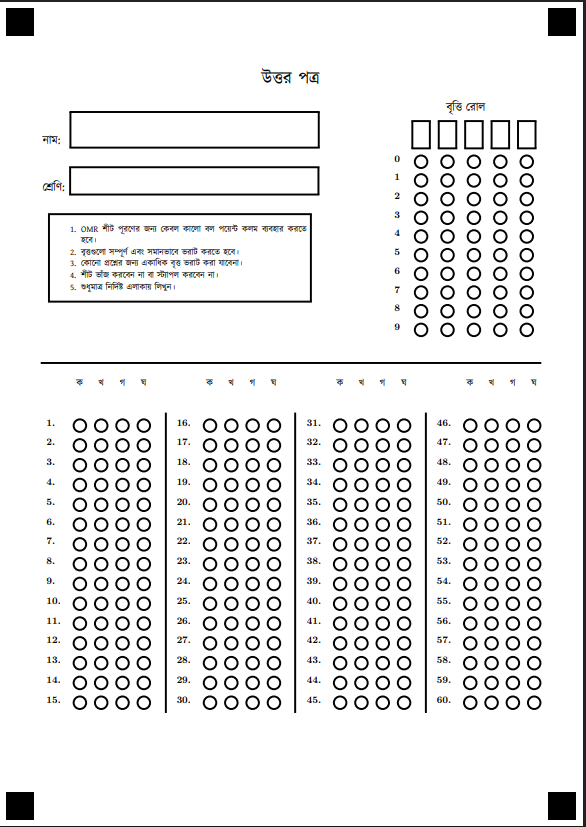 উত্তর পত্র
বৃত্তি রোল
নাম:
শ্রেণি:
1. OMR শীট পূরণের জন্য কেবল কালো বল পয়েন্ট কলম ব্যবহার করতে
হবে।
2. বৃত্তগুলো সম্পূর্ণ এবং সমানভাবে ভরাট করতে হবে।
3. কোনো প্রশ্নের জন্য একাধিক বৃত্ত ভরাট করা যাবেনা।
4. শীট ভাঁজ করবেন না বা স্ট্যাপল করবেন না।
5. শুধুমাত্র নির্দিষ্ট এলাকায় লিখুন।
0
1
2
3
4
5
6
7
8
9
ক খ গ ঘ ক খ গ ঘ ক খ গ ঘ ক খ গ ঘ
1. 16. 31. 46.
2. 17. 32. 47.
3. 18. 33. 48.
4. 19. 34. 49.
5. 20. 35. 50.
6. 21. 36. 51.
7. 22. 37. 52.
8. 23. 38. 53.
9. 24. 39. 54.
10. 25. 40. 55.
11. 26. 41. 56.
12. 27. 42. 57.
13. 28. 43. 58.
14. 29. 44. 59.
15. 30. 45. 60.